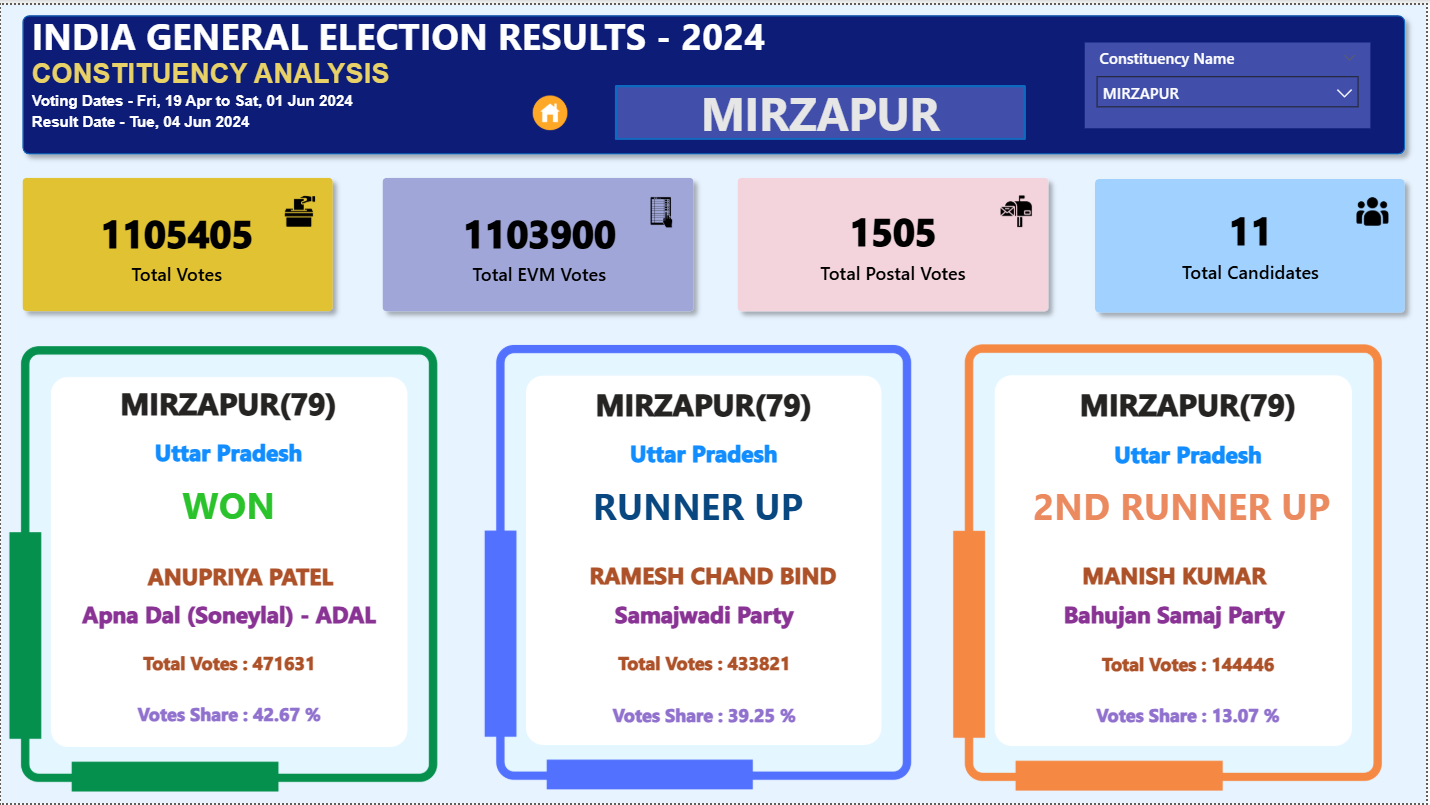 INDIA GENERAL ELECTION RESULTS - 2024
CONSTITUENCY ANALYSIS
Voting Dates - Fri, 19 Apr to Sat, 01 Jun 2024
Result Date - Tue, 04 Jun 2024
MIRZAPUR
Constituency Name
MIRZAPUR
1105405
Total Votes
1103900
Total EVM Votes
1505
Total Postal Votes
11
Total Candidates
MIRZAPUR(79)
Uttar Pradesh
WON
ANUPRIYA PATEL
Apna Dal (Soneylal) - ADAL
Total Votes : 471631
Votes Share : 42.67 %
MIRZAPUR(79)
Uttar Pradesh
RUNNER UP
RAMESH CHAND BIND
Samajwadi Party
Total Votes : 433821
Votes Share : 39.25 %
MIRZAPUR(79)
Uttar Pradesh
2ND RUNNER UP
MANISH KUMAR
Bahujan Samaj Party
Total Votes : 144446
Votes Share : 13.07 %